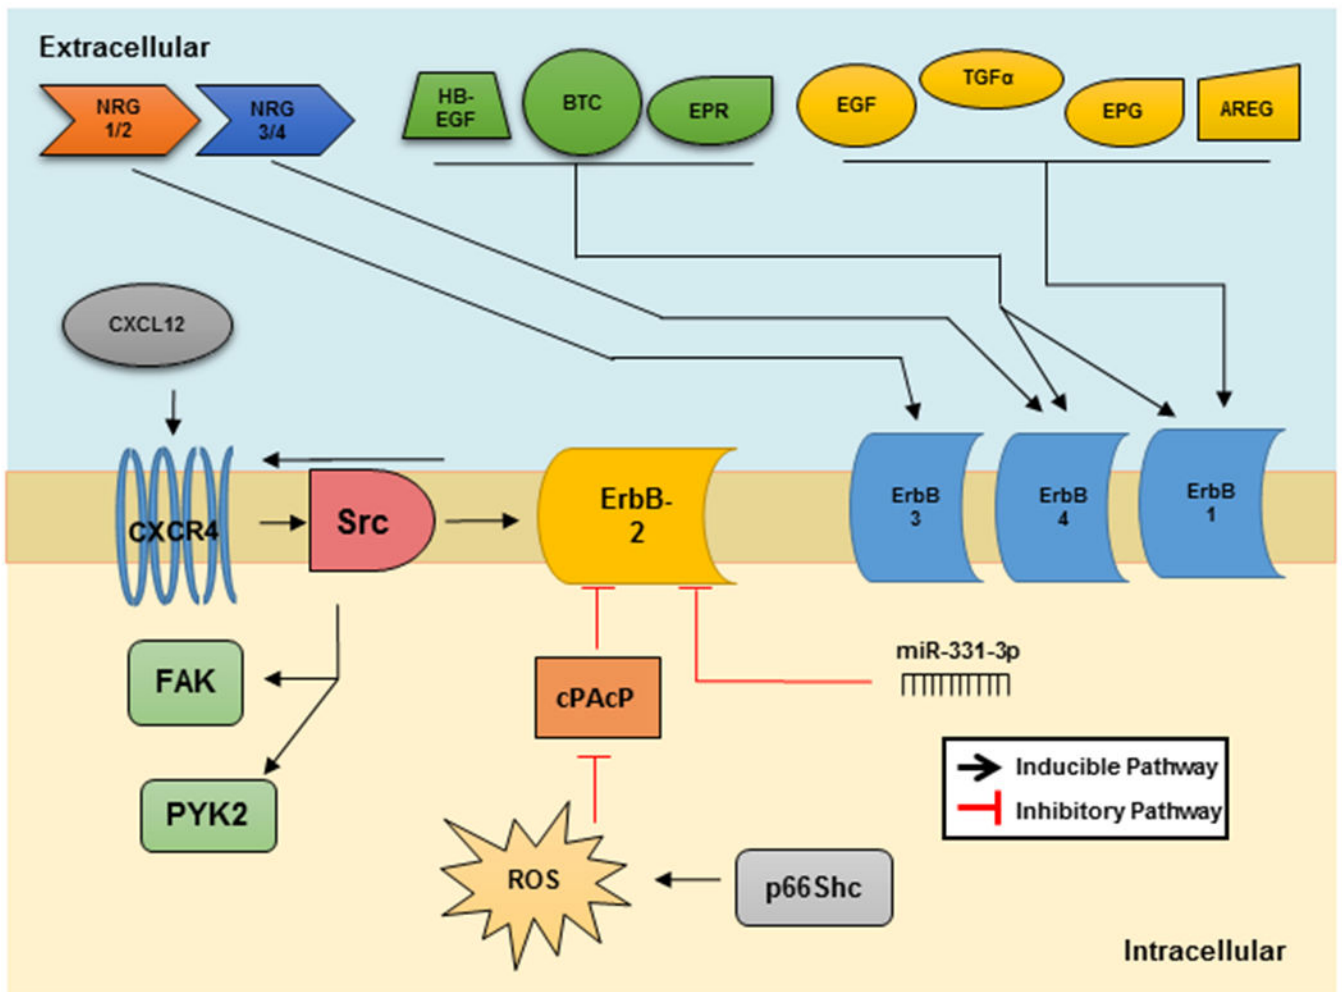 Extracellular
NRG
1/2
NRG
3/4
HB-
EGF
BTC
EPR
EGF
TGFα
EPG
AREG
CXCL12
CXCR4
Src
ErbB-
2
ErbB
3
ErbB
4
ErbB
1
FAK
PYK2
cPAcP
miR-331-3p
ROS
p66Shc
Inducible Pathway
Inhibitory Pathway
Intracellular